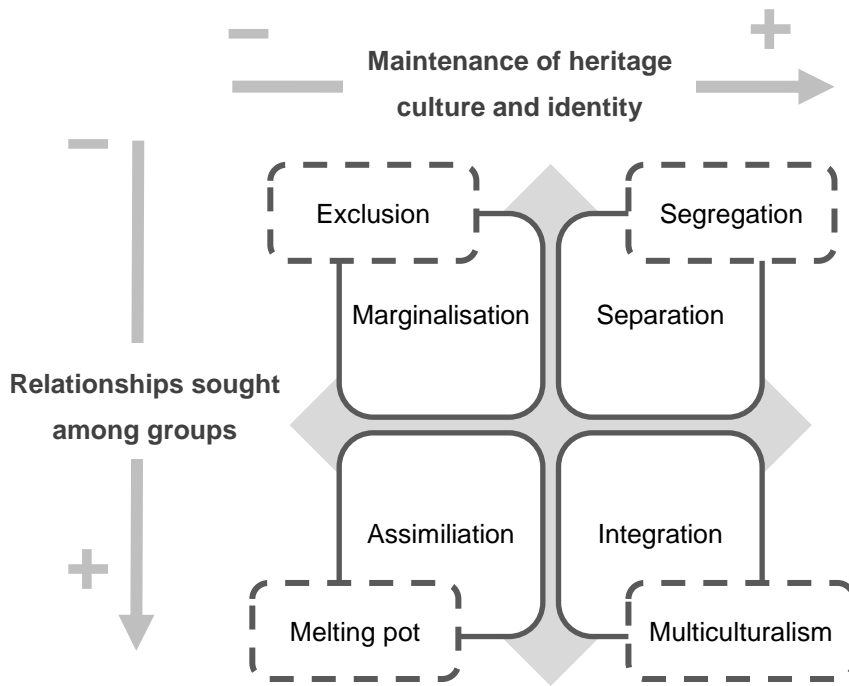 − +
Maintenance of heritage
culture and identity
−
Exclusion
Segregation
Marginalisation
Separation
Relationships sought
among groups
Assimiliation
Integration
+
Melting pot
Multiculturalism